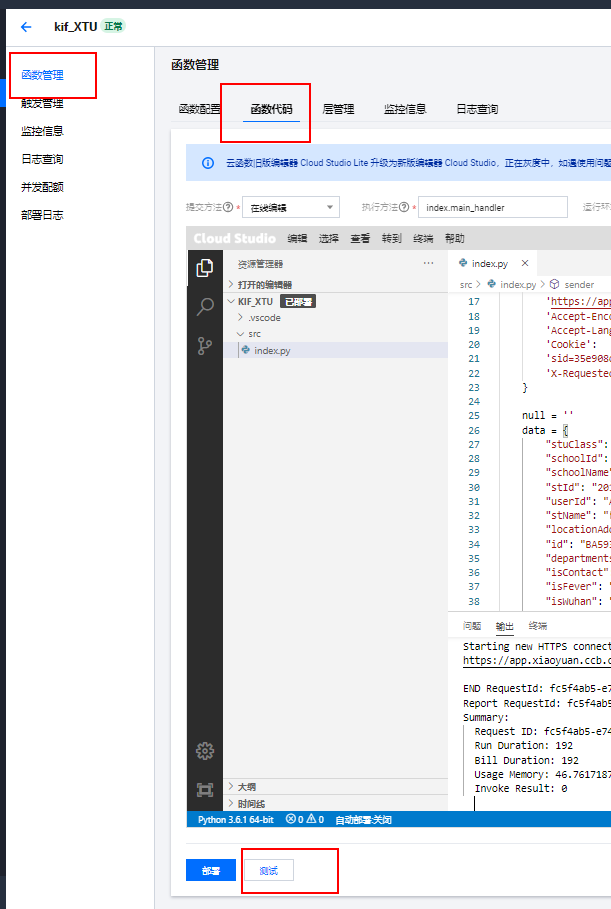 kif_XTU 正常
函数管理
触发管理
监控信息
日志查询
并发配额
部署日志
函数管理
函数配置 函数代码 层管理 监控信息 日志查询
云函数旧版编辑器 Cloud Studio Lite 升级为新版编辑器 Cloud Studio，正在灰度中，如遇使用问题
提交方法 * 在线编辑 执行方法 * index.main_handler 运行环
Cloud Studio 编辑 选择 查看 转到 终端 帮助
资源管理器 ···
打开的编辑器
KIF_XTU 已部署
.vscode
src
index.py
index.py ×
src > index.py > sender
17 'https://app
18 'Accept-Enco
19 'Accept-Lang
20 'Cookie':
21 'sid=35e908c
22 'X-Requested
23 }
24
25 null = ''
26 data = {
27 "stuClass":
28 "schoolId":
29 "schoolName"
30 "stId": "201
31 "userId": "A
32 "stName": "
33 "locationAdd
34 "id": "BA593
35 "departments
36 "isContact"
37 "isFever": "
38 "isWuhan": "
问题 输出 终端
Starting new HTTPS connect
https://app.xiaoyuan.ccb.c
END RequestId: fc5f4ab5-e7
Report RequestId: fc5f4ab5
Summary:
Request ID: fc5f4ab5-e74
Run Duration: 192
Bill Duration: 192
Usage Memory: 46.7617187
Invoke Result: 0
大纲
时间线
Python 3.6.1 64-bit 0 0 自动部署:关闭
部署 测试